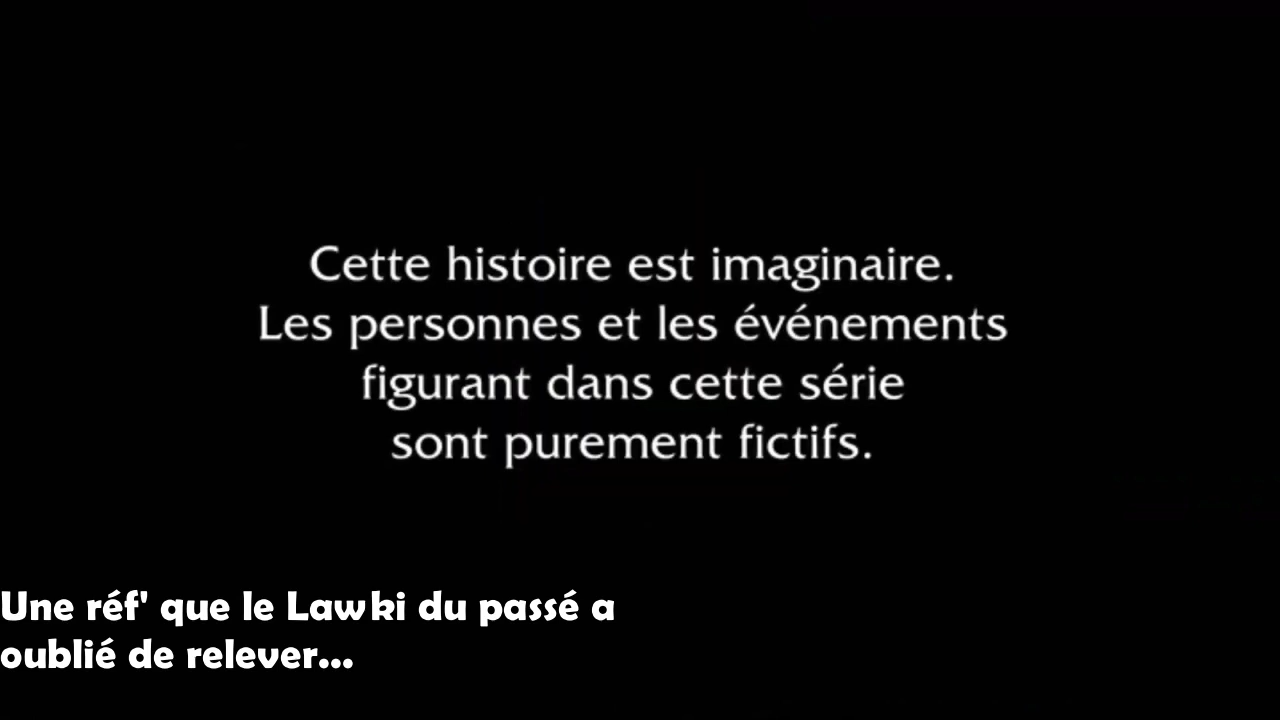 Cette histoire est imaginaire.
Les personnes et les événements
figurant dans cette série
sont purement fictifs.
Une réf' que le Lawki du passé a
oublié de relever...